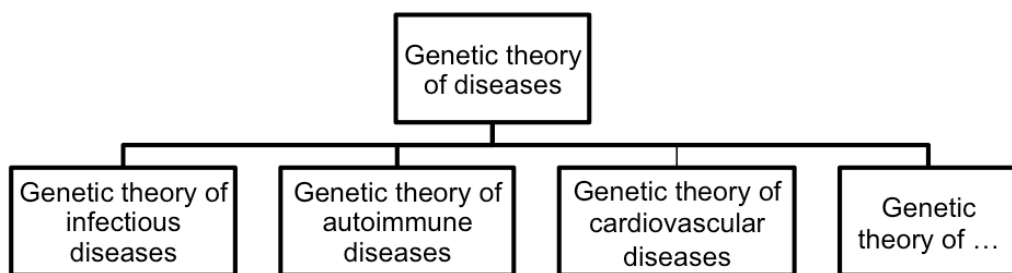 Genetic theory
of diseases
Genetic theory of
infectious
diseases
Genetic theory of
autoimmune
diseases
Genetic theory of
cardiovascular
diseases
Genetic
theory of …